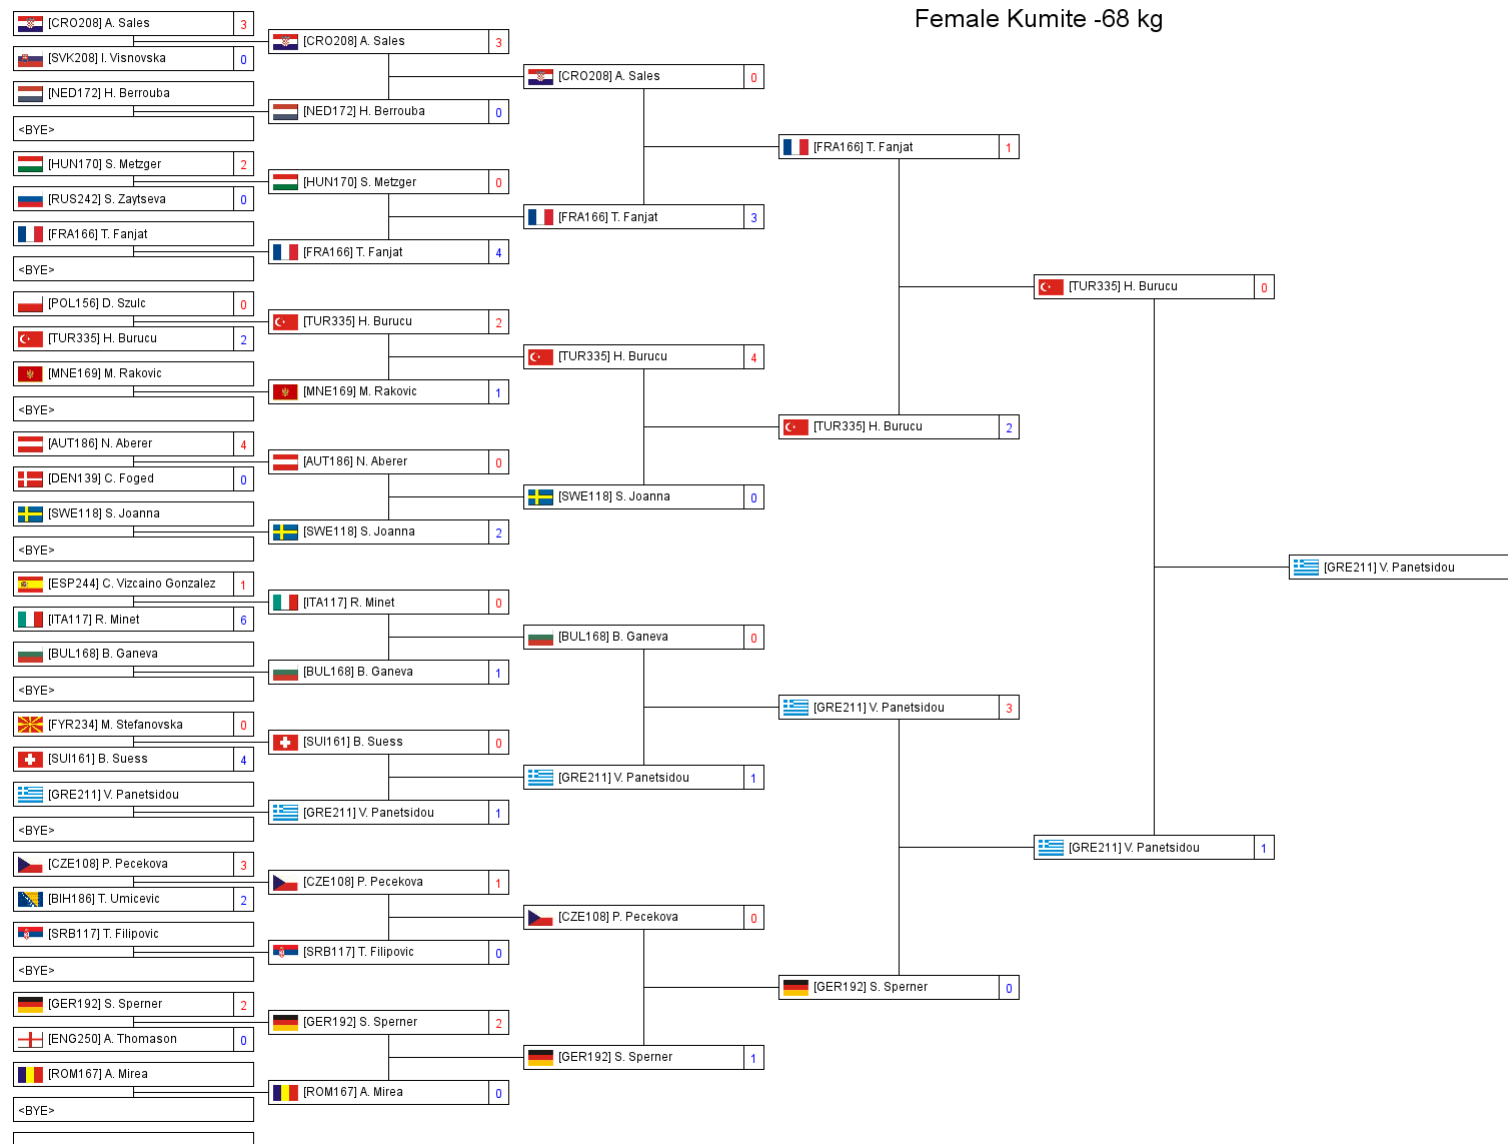 Female Kumite -68 kg
[CRO208] A. Sales 3
[SVK208] I. Visnovska 0
[NED172] H. Berrouba
<BYE>
[HUN170] S. Metzger 2
[RUS242] S. Zaytseva 0
[FRA166] T. Fanjat
<BYE>
[POL156] D. Szulc 0
[TUR335] H. Burucu 2
[MNE169] M. Rakovic
<BYE>
[AUT186] N. Aberer 4
[DEN139] C. Foged 0
[SWE118] S. Joanna
<BYE>
[ESP244] C. Vizcaino Gonzalez 1
[ITA117] R. Minet 6
[BUL168] B. Ganeva
<BYE>
[FYR234] M. Stefanovska 0
[SUI161] B. Suess 4
[GRE211] V. Panetsidou
<BYE>
[CZE108] P. Pecekova 3
[BIH186] T. Umicevic 2
[SRB117] T. Filipovic
<BYE>
[GER192] S. Sperner 2
[ENG250] A. Thomason 0
[ROM167] A. Mirea
<BYE>
[CRO208] A. Sales 3
[NED172] H. Berrouba 0
[HUN170] S. Metzger 0
[FRA166] T. Fanjat 4
[TUR335] H. Burucu 2
[MNE169] M. Rakovic 1
[AUT186] N. Aberer 0
[SWE118] S. Joanna 2
[ITA117] R. Minet 0
[BUL168] B. Ganeva 1
[SUI161] B. Suess 0
[GRE211] V. Panetsidou 1
[CZE108] P. Pecekova 1
[SRB117] T. Filipovic 0
[GER192] S. Sperner 2
[ROM167] A. Mirea 0
[CRO208] A. Sales 0
[FRA166] T. Fanjat 3
[TUR335] H. Burucu 4
[SWE118] S. Joanna 0
[BUL168] B. Ganeva 0
[GRE211] V. Panetsidou 1
[CZE108] P. Pecekova 0
[GER192] S. Sperner 1
[FRA166] T. Fanjat 1
[TUR335] H. Burucu 2
[GRE211] V. Panetsidou 3
[GER192] S. Sperner 0
[TUR335] H. Burucu 0
[GRE211] V. Panetsidou 1
[GRE211] V. Panetsidou